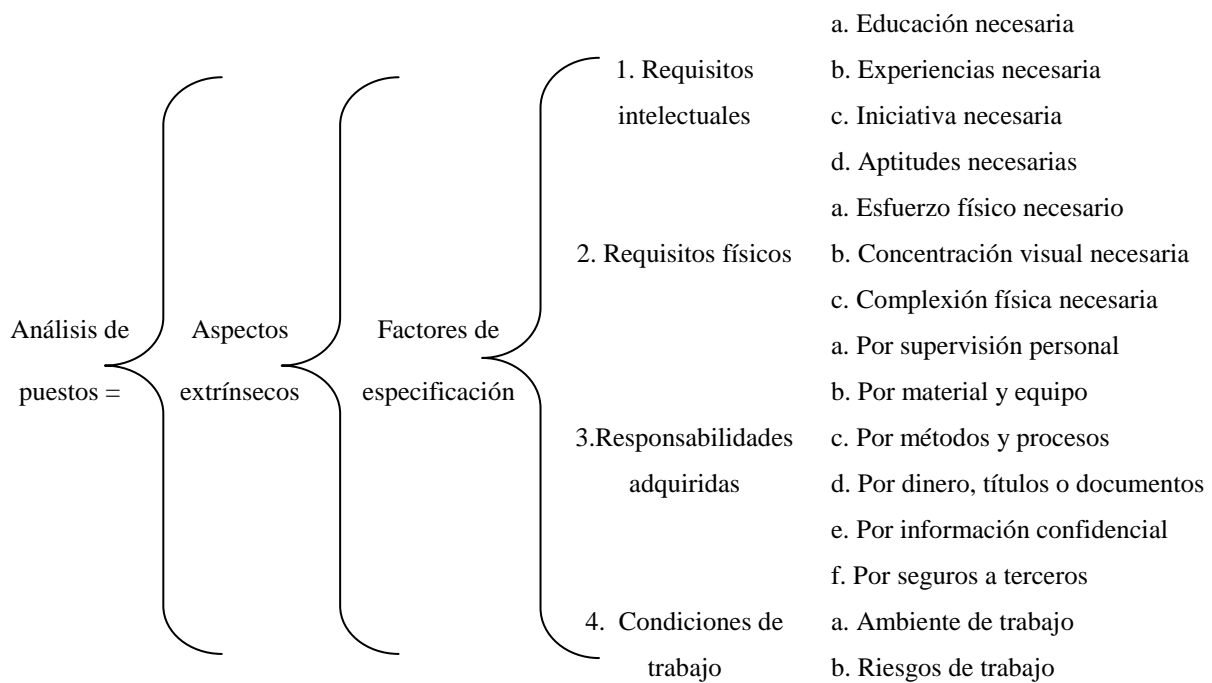 a. Educación necesaria
1. Requisitos
intelectuales
b. Experiencias necesaria
c. Iniciativa necesaria
d. Aptitudes necesarias
a. Esfuerzo físico necesario
2. Requisitos físicos
b. Concentración visual necesaria
c. Complexión física necesaria
Análisis de
puestos =
Aspectos
extrínsecos
Factores de
especificación
a. Por supervisión personal
b. Por material y equipo
3.Responsabilidades
adquiridas
c. Por métodos y procesos
d. Por dinero, títulos o documentos
e. Por información confidencial
f. Por seguros a terceros
4. Condiciones de
trabajo
a. Ambiente de trabajo
b. Riesgos de trabajo